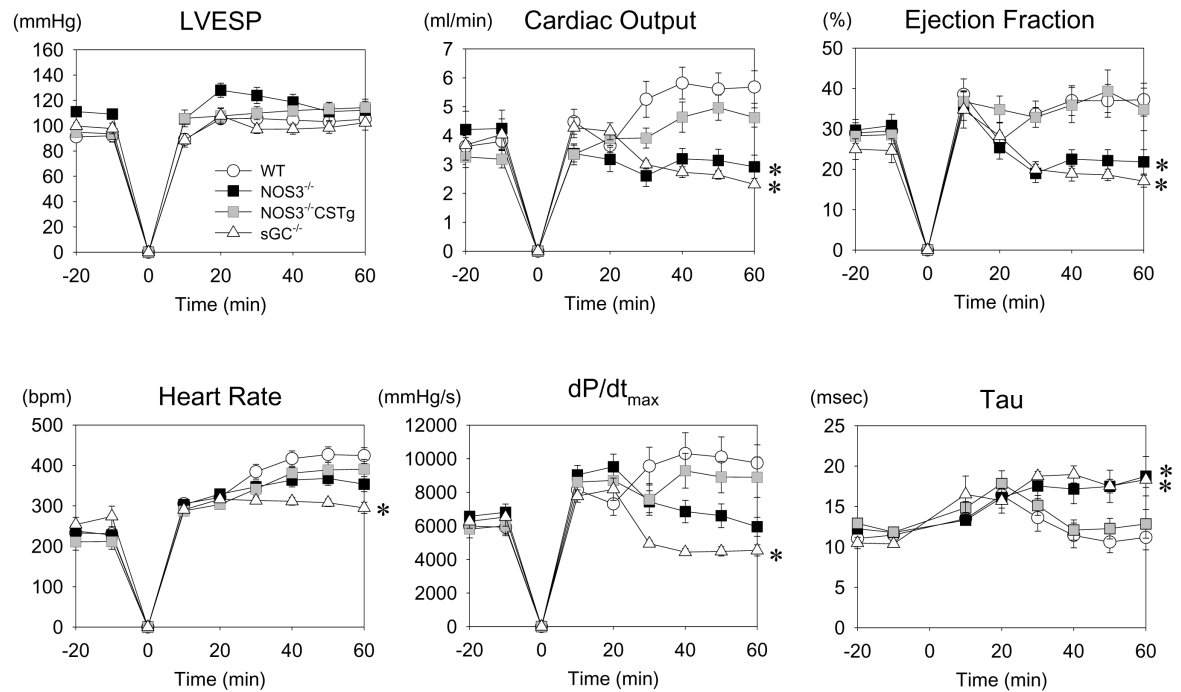 (mmHg) LVESP
160
140
120
100
80
60
40
20
0
WT
NOS3-/-
NOS3-/-CSTg
sGC-/-
-20 0 20 40 60
Time (min)
(ml/min) Cardiac Output
7
6
5
4
3
2
1
0
*
*
-20 0 20 40 60
Time (min)
(%) Ejection Fraction
50
40
30
20
10
0
*
*
-20 0 20 40 60
Time (min)
(bpm) Heart Rate
500
400
300
200
100
0
*
-20 0 20 40 60
Time (min)
(mmHg/s) dP/dtmax
12000
10000
8000
6000
4000
2000
0
*
-20 0 20 40 60
Time (min)
(msec) Tau
25
20
15
10
5
0
*
*
-20 0 20 40 60
Time (min)